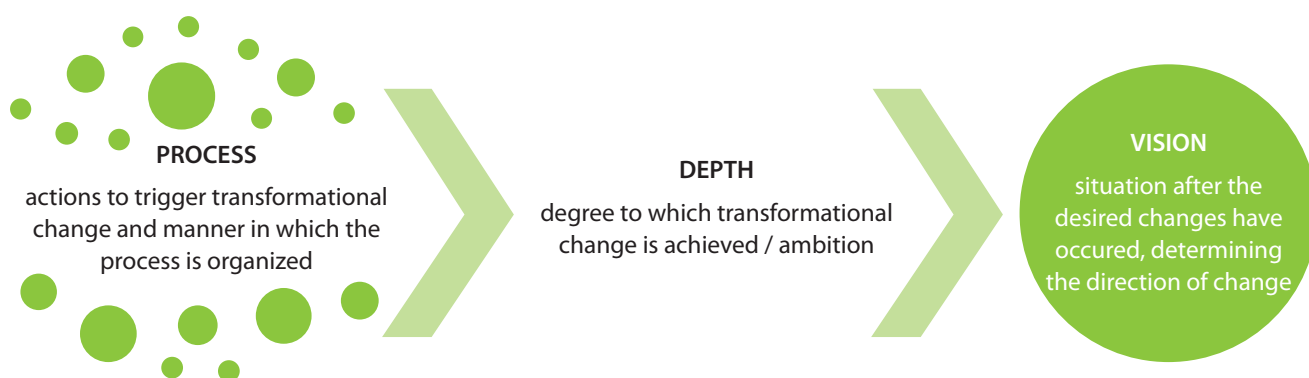 PROCESS
actions to trigger transformational
change and manner in which the
process is organized
DEPTH
degree to which transformational
change is achieved / ambition
VISION
situation after the
desired changes have
occured, determining
the direction of change